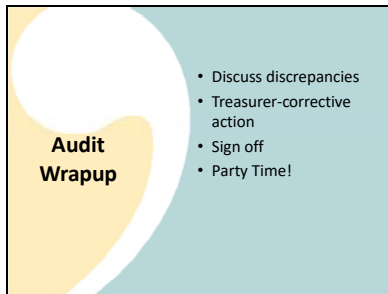 Audit
Wrapup
• Discuss discrepancies
• Treasurer-corrective
action
• Sign off
• Party Time!